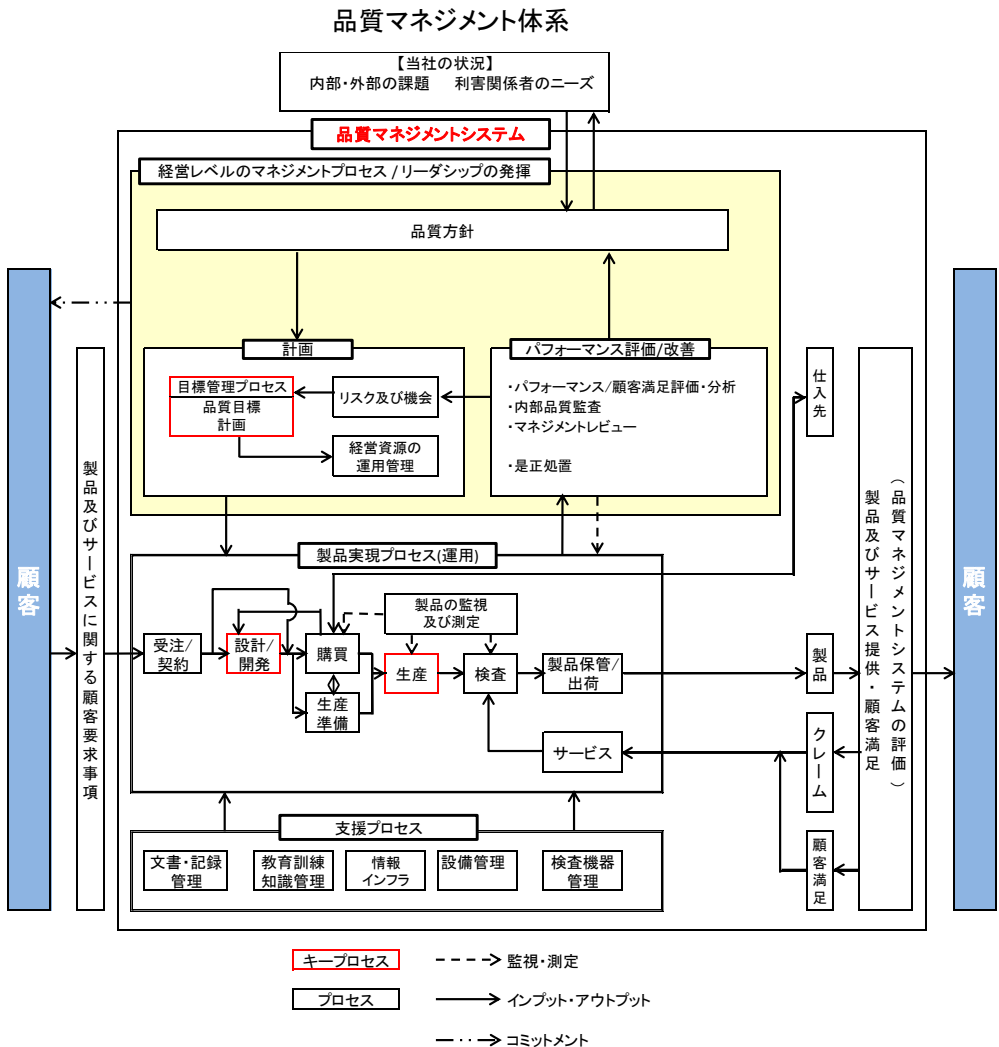 品質マネジメント体系
【当社の状況】
内部・外部の課題　利害関係者のニーズ
品質マネジメントシステム
経営レベルのマネジメントプロセス / リーダシップの発揮
品質方針
計画
目標管理プロセス
品質目標
計画
リスク及び機会
経営資源の
運用管理
パフォーマンス評価/改善
・パフォーマンス/顧客満足評価・分析
・内部品質監査
・マネジメントレビュー
・是正処置
顧客
製品及びサービスに関する顧客要求事項
製品実現プロセス(運用)
製品の監視
及び測定
受注/
契約
設計/
開発
購買
生産
準備
生産
検査
製品保管/
出荷
サービス
支援プロセス
文書・記録
管理
教育訓練
知識管理
情報
インフラ
設備管理
検査機器
管理
仕入先
製品
クレーム
顧客満足
（品質マネジメントシステムの評価）
製品及びサービス提供・顧客満足
顧客
キープロセス
監視・測定
プロセス
インプット・アウトプット
コミットメント